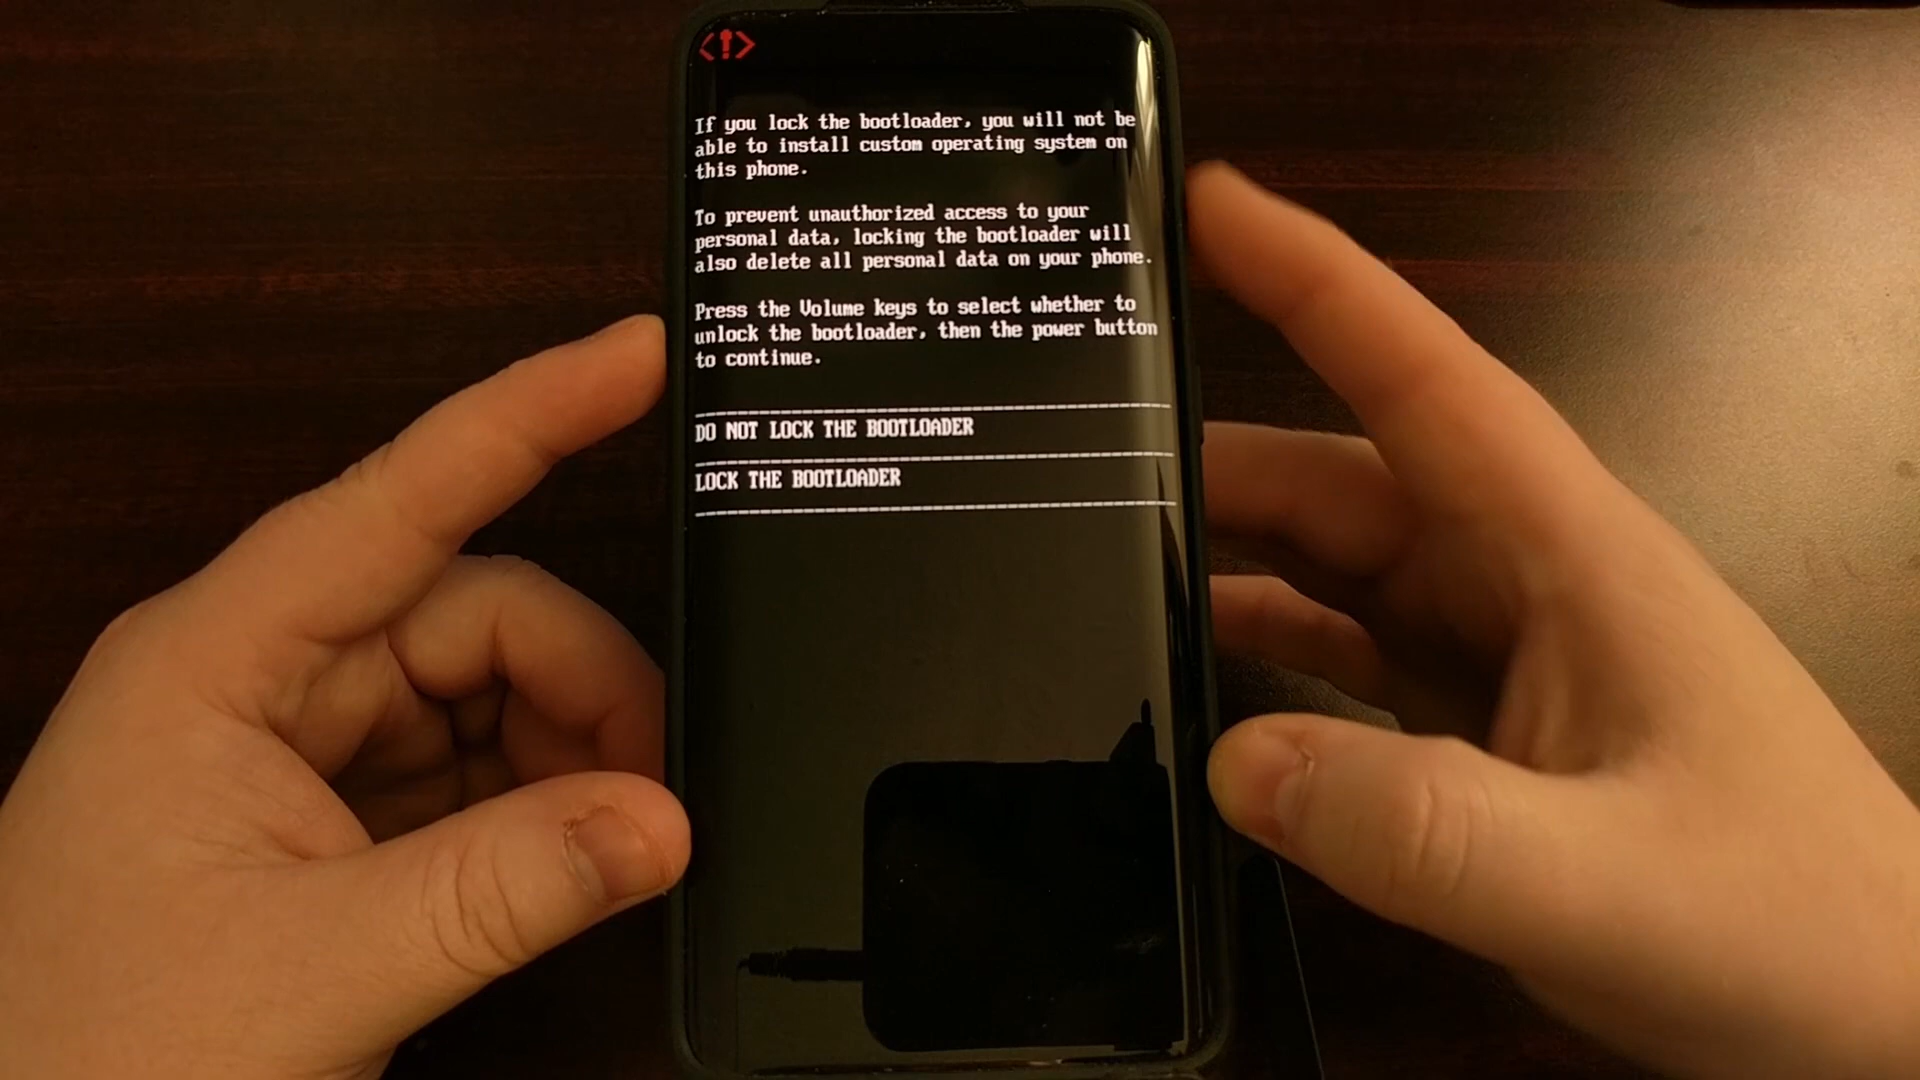 <!>
If you lock the bootloader, you will not be
able to install custom operating system on
this phone.
To prevent unauthorized access to your
personal data, locking the bootloader will
also delete all personal data on your phone.
Press the Volume keys to select whether to
unlock the bootloader, then the power button
to continue.
DO NOT LOCK THE BOOTLOADER
LOCK THE BOOTLOADER